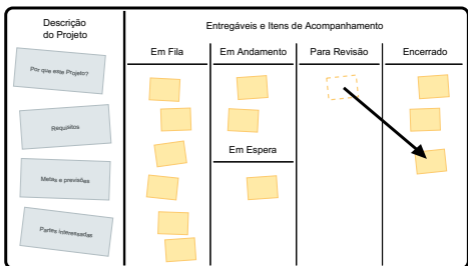 Descrição
do Projeto
Entregáveis e Itens de Acompanhamento
Em Fila
Em Andamento
Para Revisão
Encerrado
Por que este Projeto?
Requisitos
Em Espera
Metas e previsões
Partes interessadas